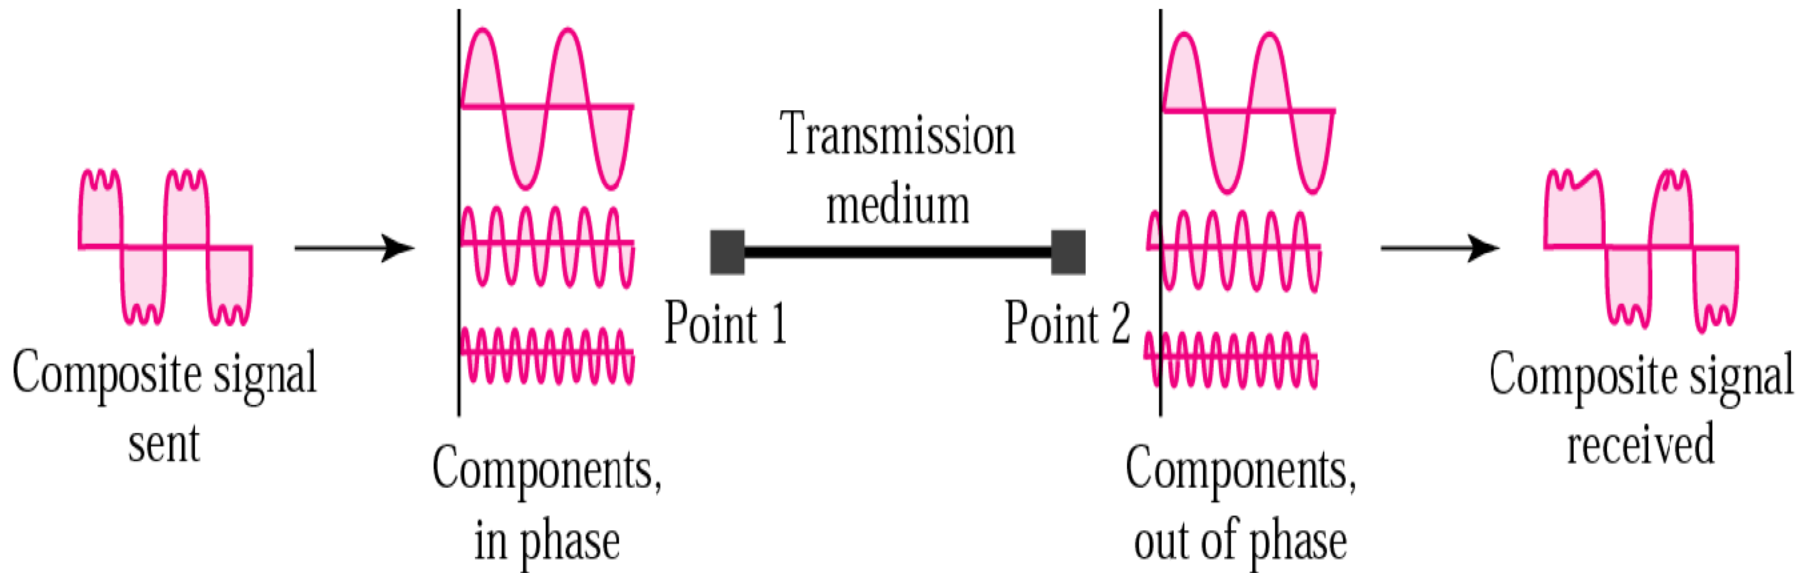 Composite signal
sent
Components,
in phase
Transmission
medium
Point 1
Point 2
Components,
out of phase
Composite signal
received